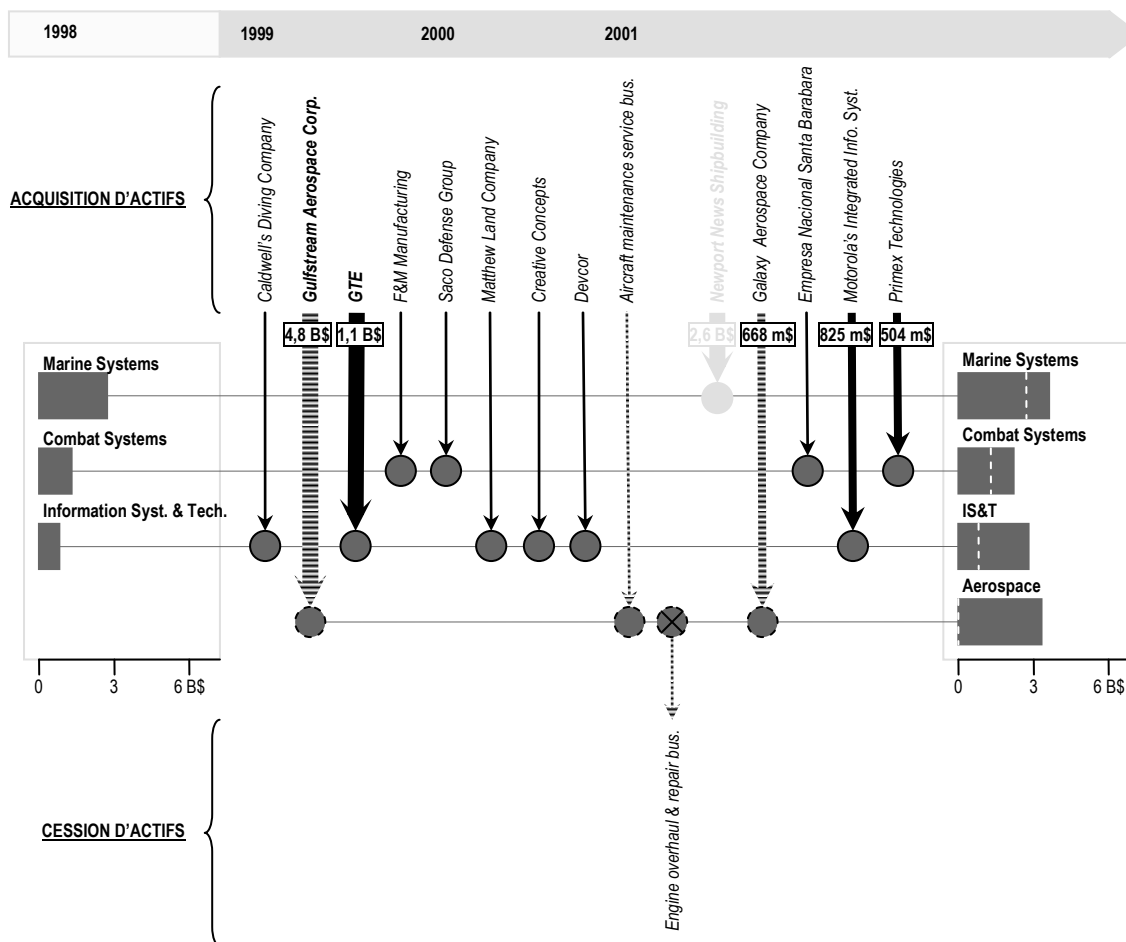 1998
1999
2000
2001
ACQUISITION D'ACTIFS
Caldwell's Diving Company
Gulfstream Aerospace Corp.
GTE
F&M Manufacturing
Saco Defense Group
Matthew Land Company
Creative Concepts
Devcor
Aircraft maintenance service bus.
Newport News Shipbuilding
Galaxy Aerospace Company
Empresa Nacional Santa Barabara
Motorola's Integrated Info. Syst.
Primex Technologies
4,8 B$
1,1 B$
2,6 B$
668 m$
825 m$
504 m$
Marine Systems
Combat Systems
Information Syst. & Tech.
0
3
6 B$
Marine Systems
Combat Systems
IS&T
Aerospace
0
3
6 B$
CESSION D'ACTIFS
Engine overhaul & repair bus.